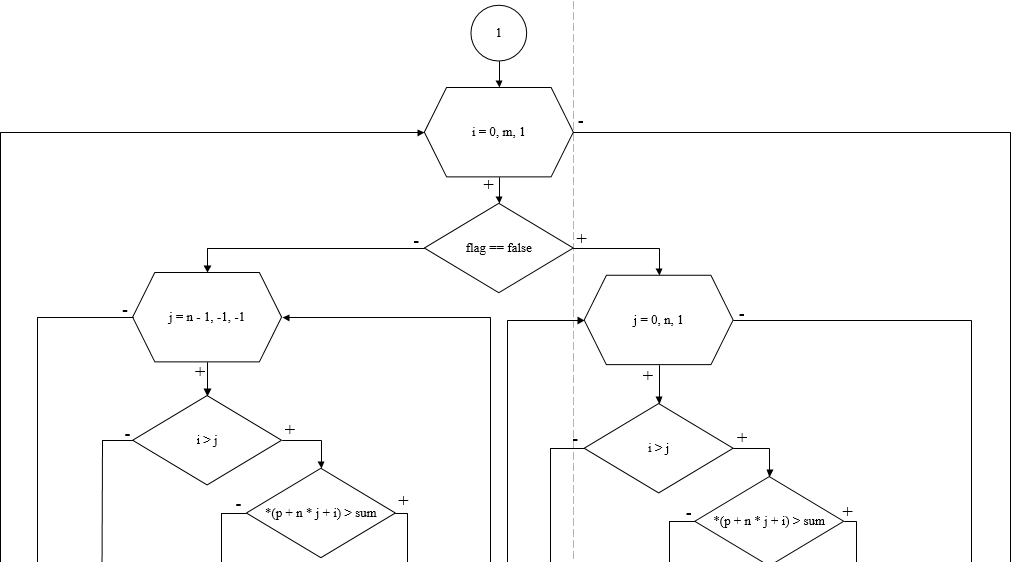 1
i = 0, m, 1
-
+
flag == false
-
+
j = n - 1, -1, -1
-
+
j = 0, n, 1
-
+
i > j
-
+
i > j
-
+
*(p + n * j + i) > sum
-
+
*(p + n * j + i) > sum
-
+